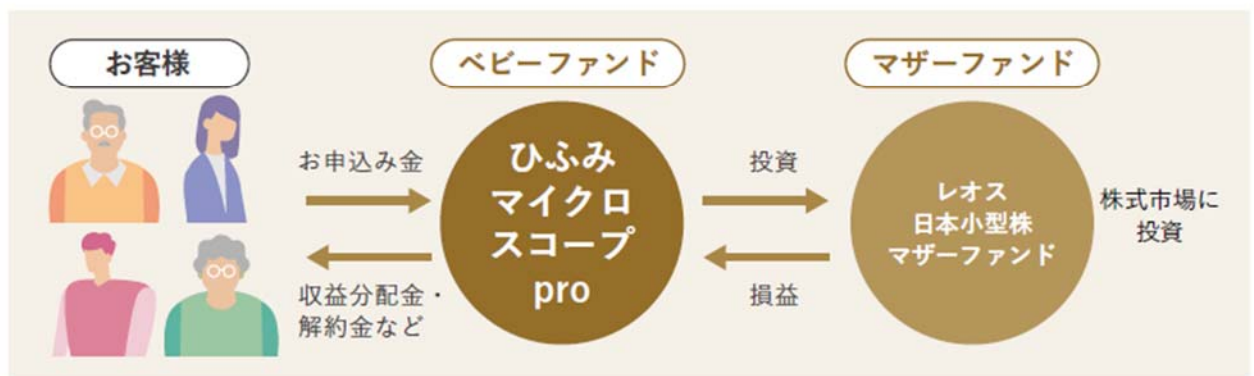 お客様
ベビーファンド
マザーファンド
お申込み金
収益分配金・
解約金など
ひふみ
マイクロ
スコープ
pro
投資
損益
レオス
日本小型株
マザーファンド
株式市場に
投資